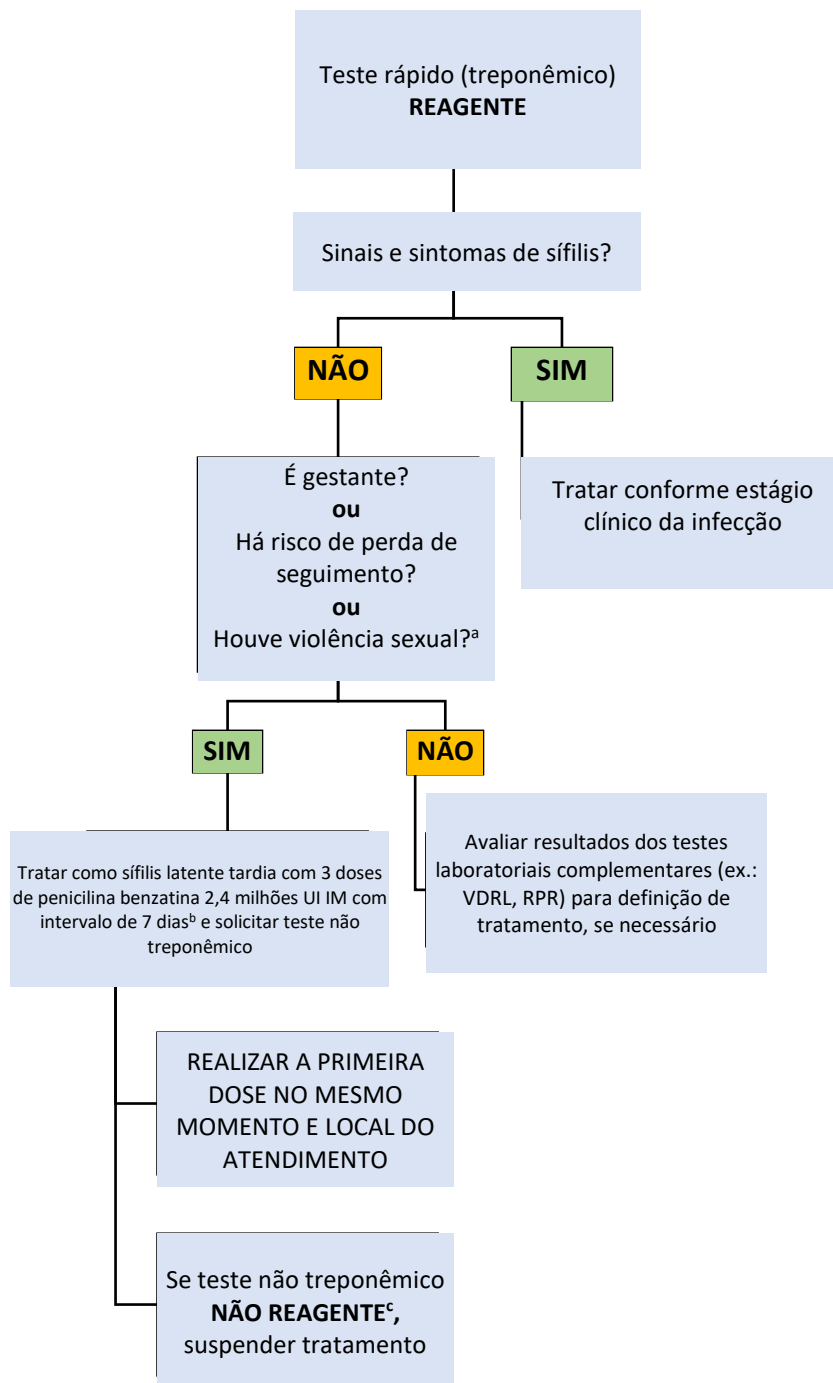 Teste rápido (treponêmico)
REAGENTE
Sinais e sintomas de sífilis?
NÃO
SIM
É gestante?
ou
Há risco de perda de
seguimento?
ou
Houve violência sexual?ᵃ
Tratar conforme estágio
clínico da infecção
SIM
NÃO
Tratar como sífilis latente tardia com 3 doses
de penicilina benzatina 2,4 milhões UI IM com
intervalo de 7 diasᵇ e solicitar teste não
treponêmico
Avaliar resultados dos testes
laboratoriais complementares (ex.:
VDRL, RPR) para definição de
tratamento, se necessário
REALIZAR A PRIMEIRA
DOSE NO MESMO
MOMENTO E LOCAL DO
ATENDIMENTO
Se teste não treponêmico
NÃO REAGENTEᶜ,
suspender tratamento